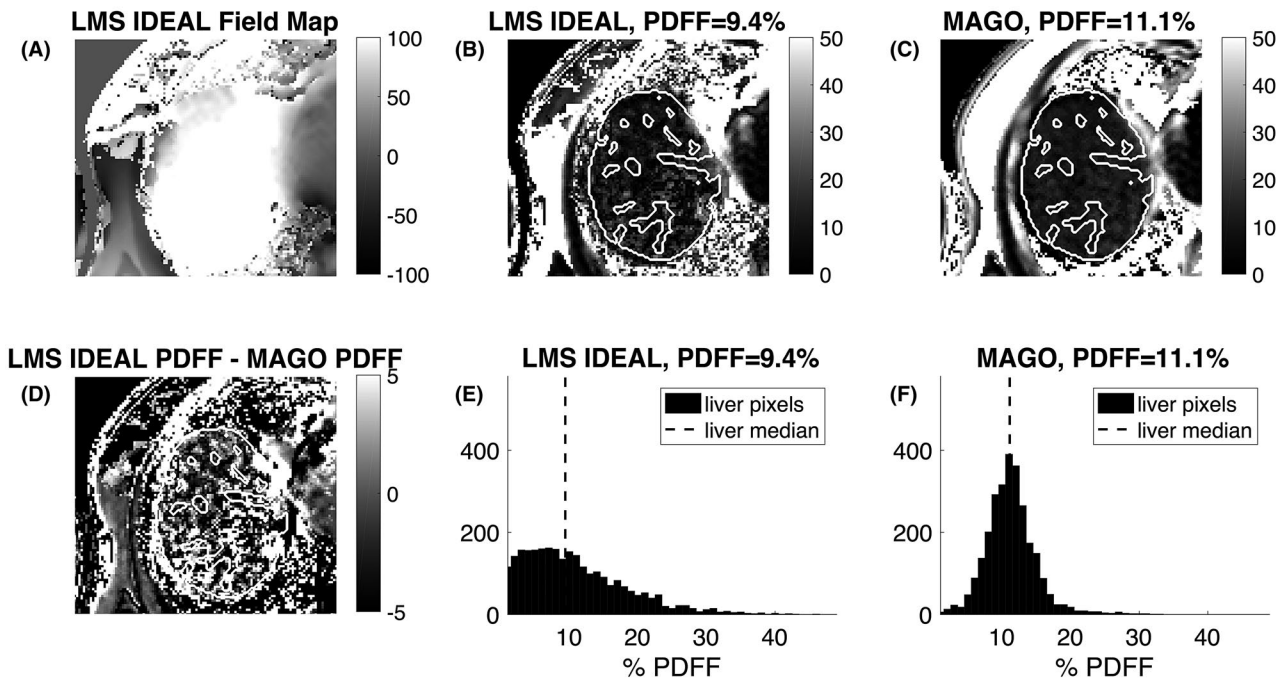 LMS IDEAL Field Map
(A)
100
50
0
-50
-100
LMS IDEAL, PDFF=9.4%
(B)
50
40
30
20
10
0
MAGO, PDFF=11.1%
(C)
50
40
30
20
10
0
LMS IDEAL PDFF - MAGO PDFF
(D)
5
0
-5
LMS IDEAL, PDFF=9.4%
(E)
liver pixels
liver median
400
200
0
10 20 30 40
% PDFF
MAGO, PDFF=11.1%
(F)
liver pixels
liver median
400
200
0
10 20 30 40
% PDFF